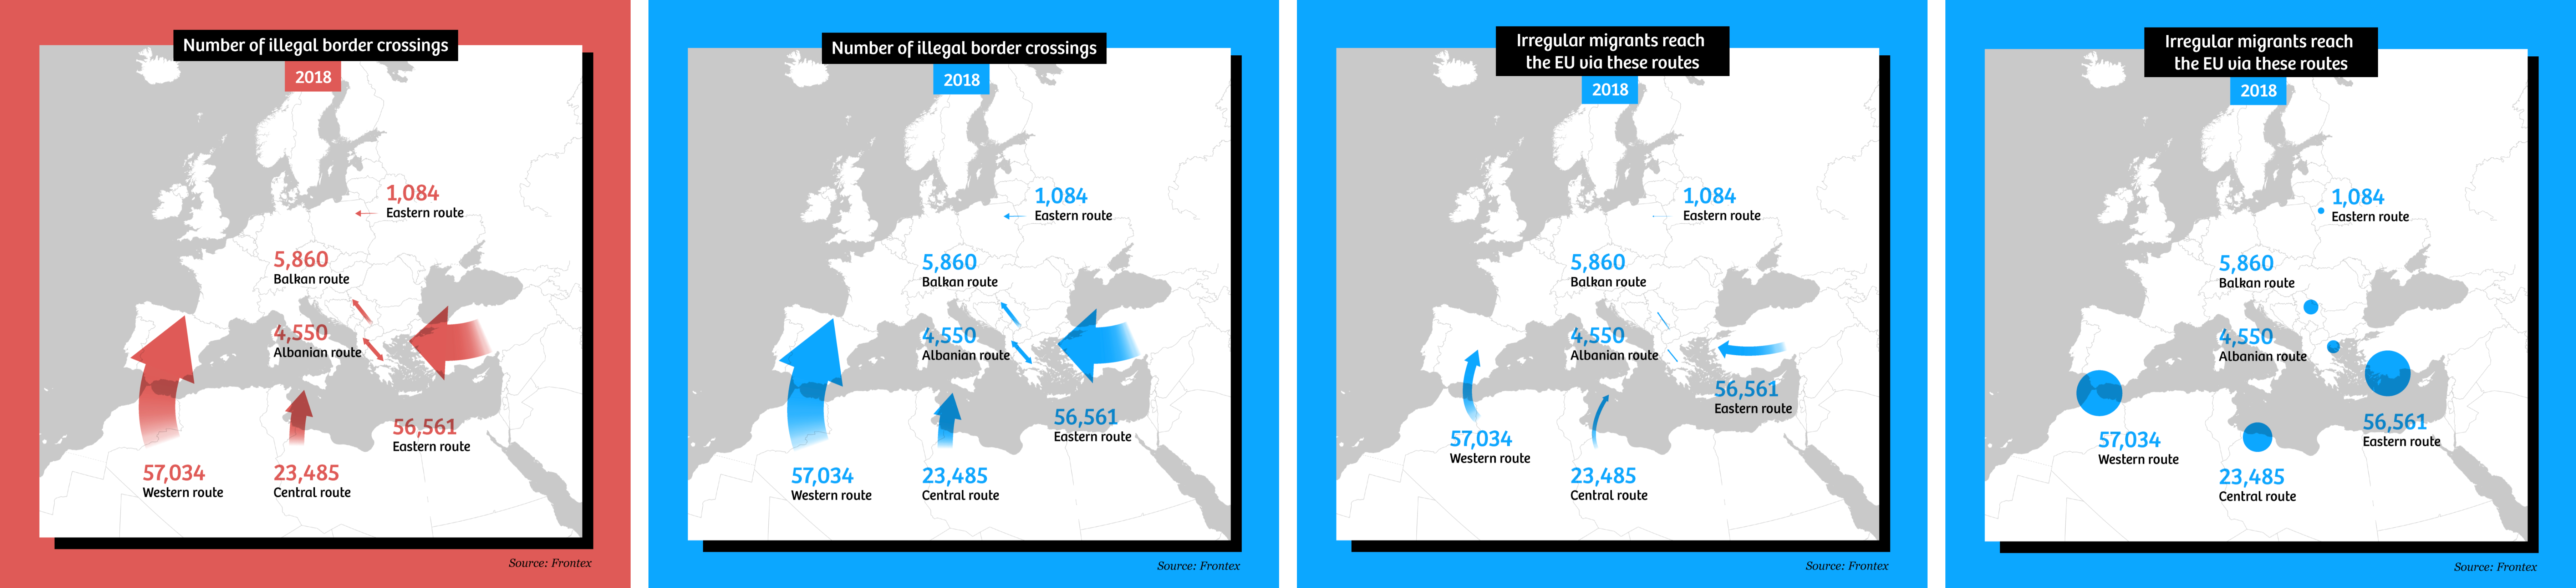 Number of illegal border crossings
2018
1,084
Eastern route
5,860
Balkan route
4,550
Albanian route
56,561
Eastern route
57,034
Western route
23,485
Central route
Source: Frontex
Number of illegal border crossings
2018
1,084
Eastern route
5,860
Balkan route
4,550
Albanian route
56,561
Eastern route
57,034
Western route
23,485
Central route
Source: Frontex
Irregular migrants reach
the EU via these routes
2018
1,084
Eastern route
5,860
Balkan route
4,550
Albanian route
56,561
Eastern route
57,034
Western route
23,485
Central route
Source: Frontex
Irregular migrants reach
the EU via these routes
2018
1,084
Eastern route
5,860
Balkan route
4,550
Albanian route
56,561
Eastern route
57,034
Western route
23,485
Central route
Source: Frontex